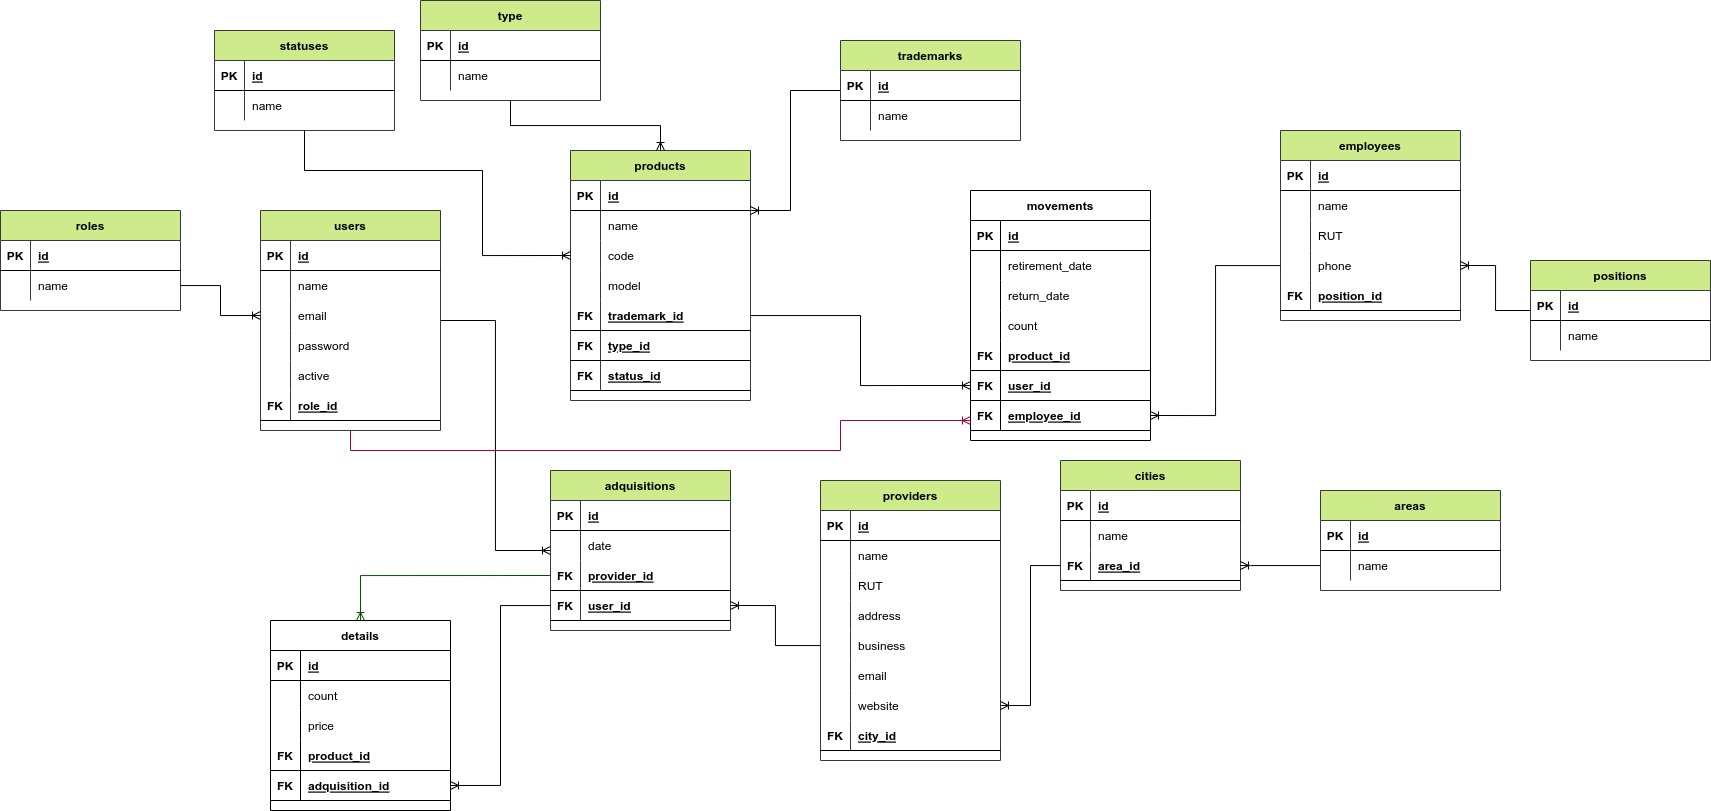 type
PK id
name
statuses
PK id
name
trademarks
PK id
name
employees
PK id
name
RUT
phone
FK position_id
products
PK id
name
code
model
FK trademark_id
FK type_id
FK status_id
movements
PK id
retirement_date
return_date
count
FK product_id
FK user_id
FK employee_id
roles
PK id
name
users
PK id
name
email
password
active
FK role_id
positions
PK id
name
adquisitions
PK id
date
FK provider_id
FK user_id
providers
PK id
name
RUT
address
business
email
website
FK city_id
cities
PK id
name
FK area_id
areas
PK id
name
details
PK id
count
price
FK product_id
FK adquisition_id